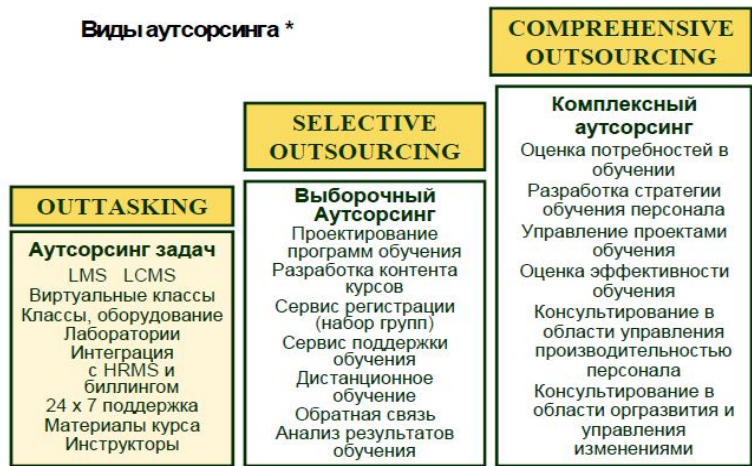 Виды аутсорсинга *
OUTTASKING
Аутсорсинг задач
LMS LCMS
Виртуальные классы
Классы, оборудование
Лаборатории
Интеграция
с HRMS и
биллингом
24 x 7 поддержка
Материалы курса
Инструкторы
SELECTIVE
OUTSOURCING
Выборочный
Аутсорсинг
Проектирование
программ обучения
Разработка контента
курсов
Сервис регистрации
(набор групп)
Сервис поддержки
обучения
Дистанционное
обучение
Обратная связь
Анализ результатов
обучения
COMPREHENSIVE
OUTSOURCING
Комплексный
аутсорсинг
Оценка потребностей в
обучении
Разработка стратегии
обучения персонала
Управление проектами
обучения
Оценка эффективности
обучения
Консультирование в
области управления
производительностью
персонала
Консультирование в
области оргразвития и
управления
изменениями